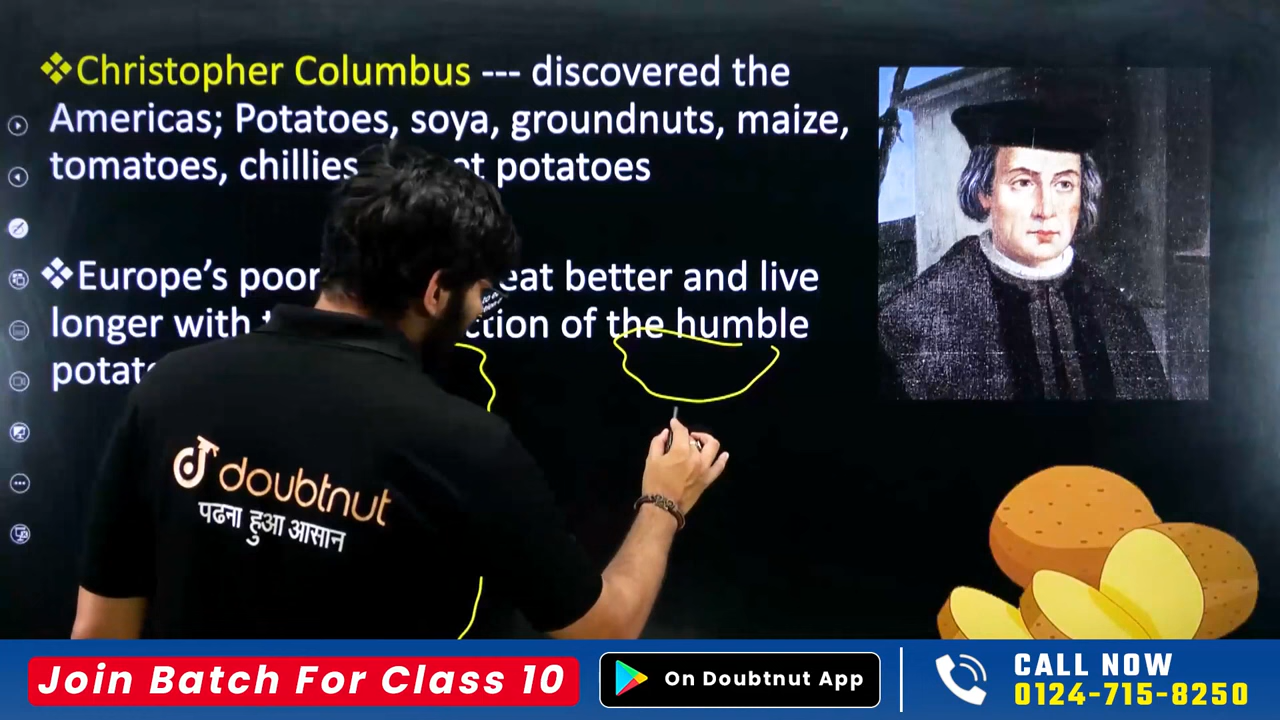 ❖Christopher Columbus --- discovered the
Americas; Potatoes, soya, groundnuts, maize,
tomatoes, chillies potatoes
❖Europe's poor eat better and live
longer with of the humble
doubtnut
पढना हुआ आसान
Join Batch For Class 10
On Doubtnut App
CALL NOW
0124-715-8250